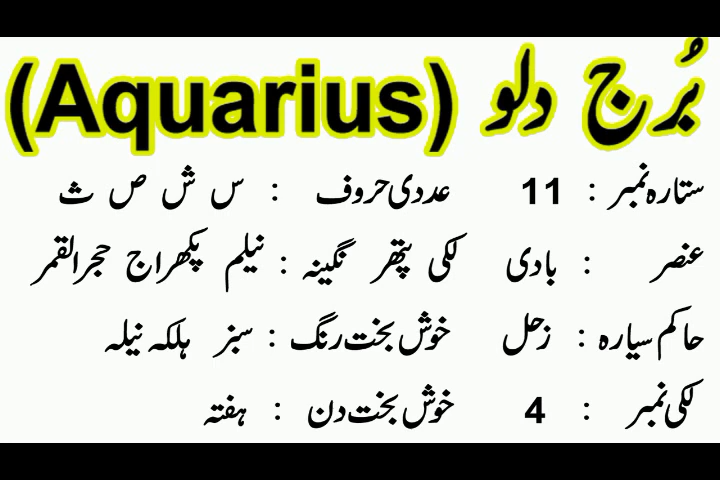 بُرج دلو (Aquarius)
ستارہ نمبر : 11 عددی حروف : س ش ص ث
عنصر : بادی لکی پتھر نگینہ : نیلم پکھراج حجرالقمر
حاکم سیارہ : زحل خوش بخت رنگ : سبز ہلکہ نیلہ
لکی نمبر : 4 خوش بخت دن : ہفتہ